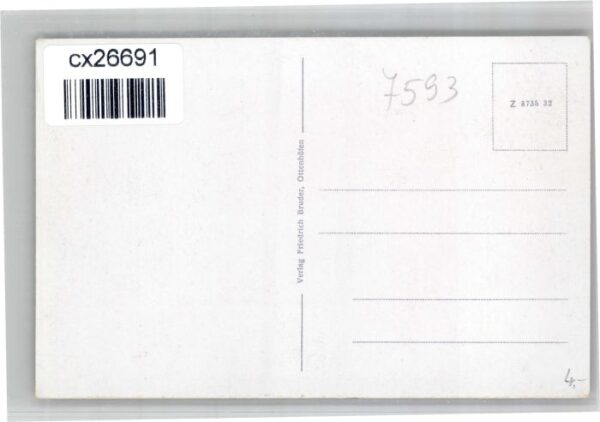 cx26691
7593
Z 8735 32
Verlag Friedrich Bruder, Ottenhöfen
4,-